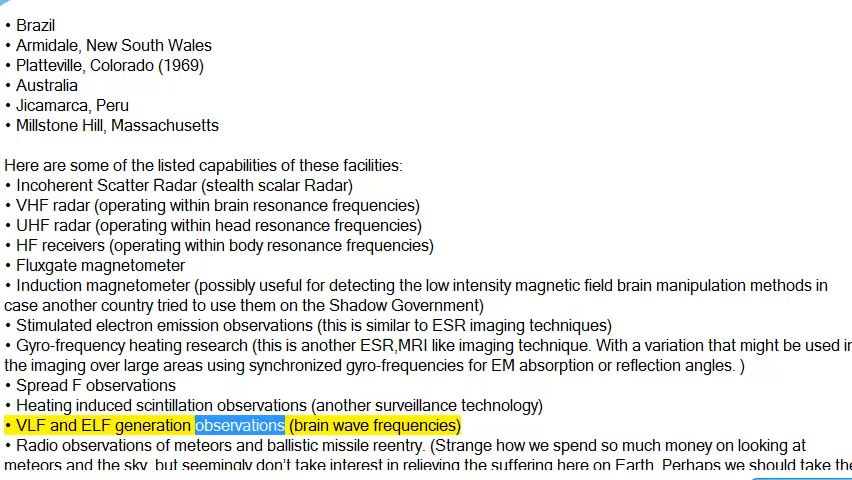 • Brazil
• Armidale, New South Wales
• Platteville, Colorado (1969)
• Australia
• Jicamarca, Peru
• Millstone Hill, Massachusetts
Here are some of the listed capabilities of these facilities:
• Incoherent Scatter Radar (stealth scalar Radar)
• VHF radar (operating within brain resonance frequencies)
• UHF radar (operating within head resonance frequencies)
• HF receivers (operating within body resonance frequencies)
• Fluxgate magnetometer
• Induction magnetometer (possibly useful for detecting the low intensity magnetic field brain manipulation methods in
case another country tried to use them on the Shadow Government)
• Stimulated electron emission observations (this is similar to ESR imaging techniques)
• Gyro-frequency heating research (this is another ESR,MRI like imaging technique. With a variation that might be used in
the imaging over large areas using synchronized gyro-frequencies for EM absorption or reflection angles. )
• Spread F observations
• Heating induced scintillation observations (another surveillance technology)
• VLF and ELF generation observations (brain wave frequencies)
• Radio observations of meteors and ballistic missile reentry. (Strange how we spend so much money on looking at
meteors and the sky, but seemingly don't take interest in relieving the suffering here on Earth. Perhaps we should take the